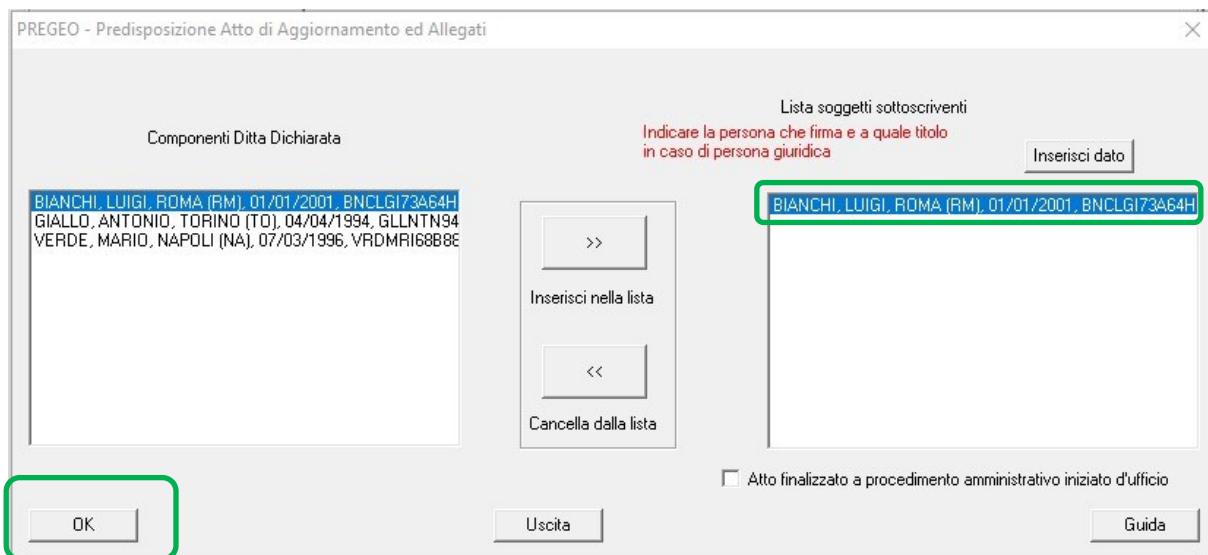 PREGEO - Predisposizione Atto di Aggiornamento ed Allegati
Componenti Ditta Dichiarata
Lista soggetti sottoscriventi
Indicare la persona che firma e a quale titolo
in caso di persona giuridica
Inserisci dato
BIANCHI, LUIGI, ROMA (RM), 01/01/2001, BNCLGI73A64H
GIALLO, ANTONIO, TORINO (TO), 04/04/1994, GLLNTN94
VERDE, MARIO, NAPOLI (NA), 07/03/1996, VRDMRI68B88
>>
Inserisci nella lista
<<
Cancella dalla lista
BIANCHI, LUIGI, ROMA (RM), 01/01/2001, BNCLGI73A64H
Atto finalizzato a procedimento amministrativo iniziato d'ufficio
OK
Uscita
Guida